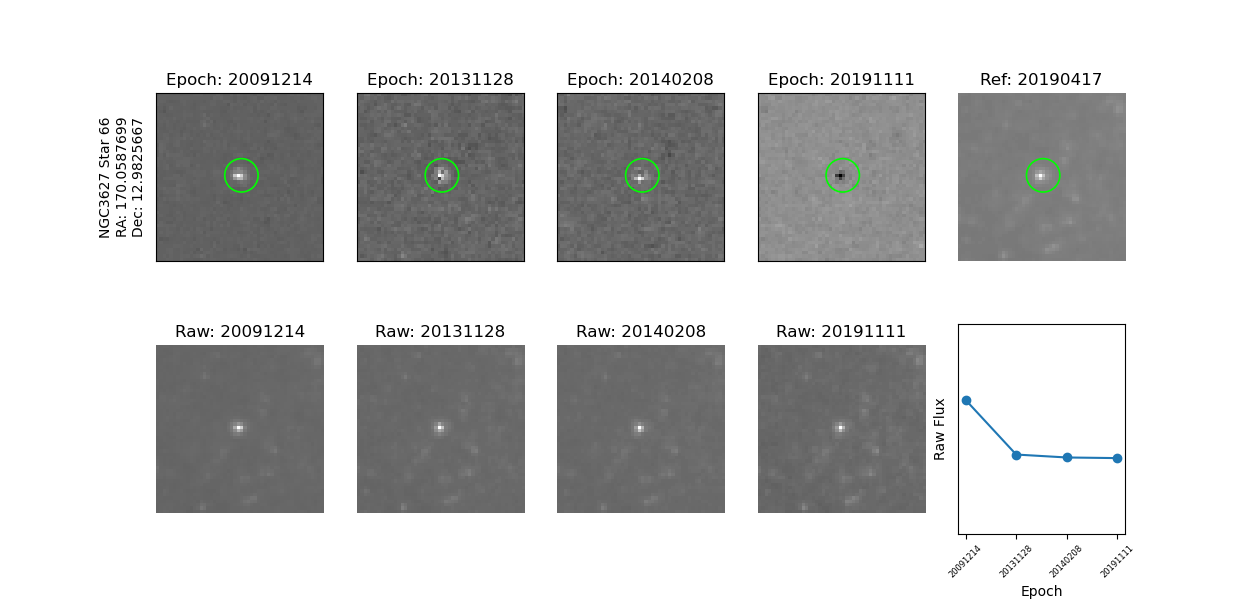 NGC3627 Star 66
RA: 170.0587699
Dec: 12.9825667
Epoch: 20091214
Epoch: 20131128
Epoch: 20140208
Epoch: 20191111
Ref: 20190417
Raw: 20091214
Raw: 20131128
Raw: 20140208
Raw: 20191111
Raw Flux
20091214
20131128
20140208
20191111
Epoch